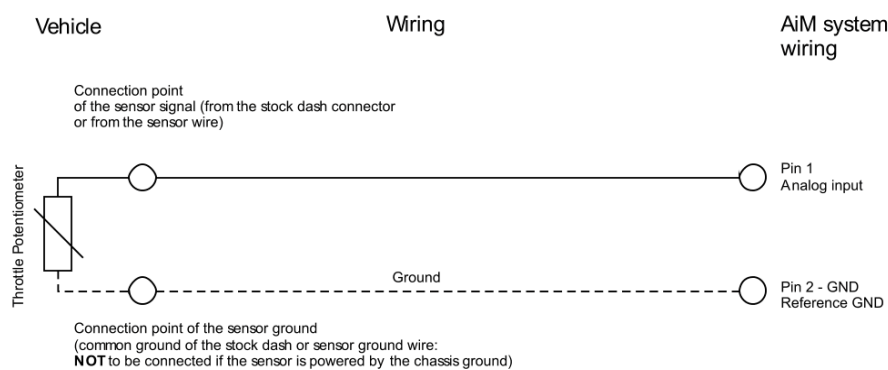 Vehicle
Wiring
AiM system
wiring
Connection point
of the sensor signal (from the stock dash connector
or from the sensor wire)
Throttle Potentiometer
Pin 1
Analog input
Ground
Pin 2 - GND
Reference GND
Connection point of the sensor ground
(common ground of the stock dash or sensor ground wire:
NOT to be connected if the sensor is powered by the chassis ground)